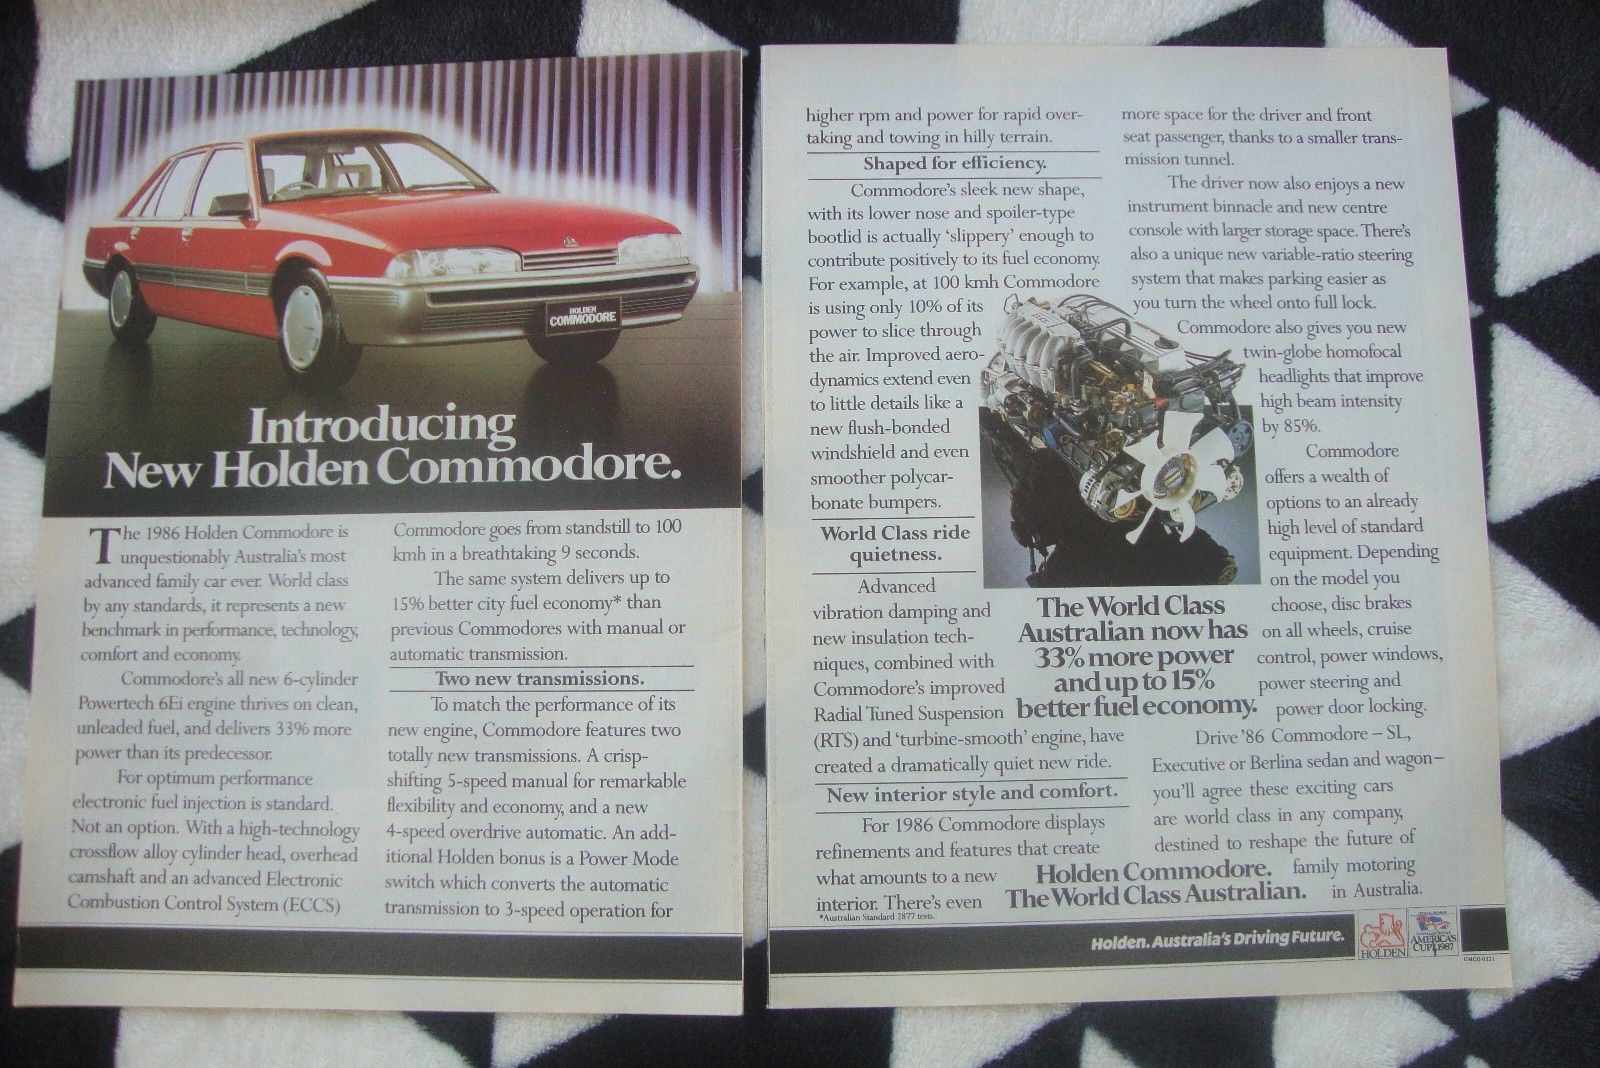 HOLDEN
COMMODORE
Introducing
New Holden Commodore.
The 1986 Holden Commodore is
unquestionably Australia's most
advanced family car ever. World class
by any standards, it represents a new
benchmark in performance, technology,
comfort and economy.
Commodore's all new 6-cylinder
Powertech 6Ei engine thrives on clean,
unleaded fuel, and delivers 33% more
power than its predecessor.
For optimum performance
electronic fuel injection is standard.
Not an option. With a high-technology
crossflow alloy cylinder head, overhead
camshaft and an advanced Electronic
Combustion Control System (ECCS)
Commodore goes from standstill to 100
kmh in a breathtaking 9 seconds.
The same system delivers up to
15% better city fuel economy* than
previous Commodores with manual or
automatic transmission.
Two new transmissions.
To match the performance of its
new engine, Commodore features two
totally new transmissions. A crisp-
shifting 5-speed manual for remarkable
flexibility and economy, and a new
4-speed overdrive automatic. An add-
itional Holden bonus is a Power Mode
switch which converts the automatic
transmission to 3-speed operation for
higher rpm and power for rapid over-
taking and towing in hilly terrain.
Shaped for efficiency.
Commodore's sleek new shape,
with its lower nose and spoiler-type
bootlid is actually 'slippery' enough to
contribute positively to its fuel economy.
For example, at 100 kmh Commodore
is using only 10% of its
power to slice through
the air. Improved aero-
dynamics extend even
to little details like a
new flush-bonded
windshield and even
smoother polycar-
bonate bumpers.
World Class ride
quietness.
Advanced
vibration damping and
new insulation tech-
niques, combined with
Commodore's improved
Radial Tuned Suspension
(RTS) and 'turbine-smooth' engine, have
created a dramatically quiet new ride.
New interior style and comfort.
For 1986 Commodore displays
refinements and features that create
what amounts to a new
interior. There's even
*Australian Standard 2877 tests.
The World Class
Australian now has
33% more power
and up to 15%
better fuel economy.
more space for the driver and front
seat passenger, thanks to a smaller trans-
mission tunnel.
The driver now also enjoys a new
instrument binnacle and new centre
console with larger storage space. There's
also a unique new variable-ratio steering
system that makes parking easier as
you turn the wheel onto full lock.
Commodore also gives you new
twin-globe homofocal
headlights that improve
high beam intensity
by 85%.
Commodore
offers a wealth of
options to an already
high level of standard
equipment. Depending
on the model you
choose, disc brakes
on all wheels, cruise
control, power windows,
power steering and
power door locking.
Drive '86 Commodore – SL,
Executive or Berlina sedan and wagon–
you'll agree these exciting cars
are world class in any company,
destined to reshape the future of
family motoring
in Australia.
Holden Commodore.
The World Class Australian.
Holden. Australia's Driving Future.
HOLDEN
AMERICA'S
CUP 1987
GMCO 0321